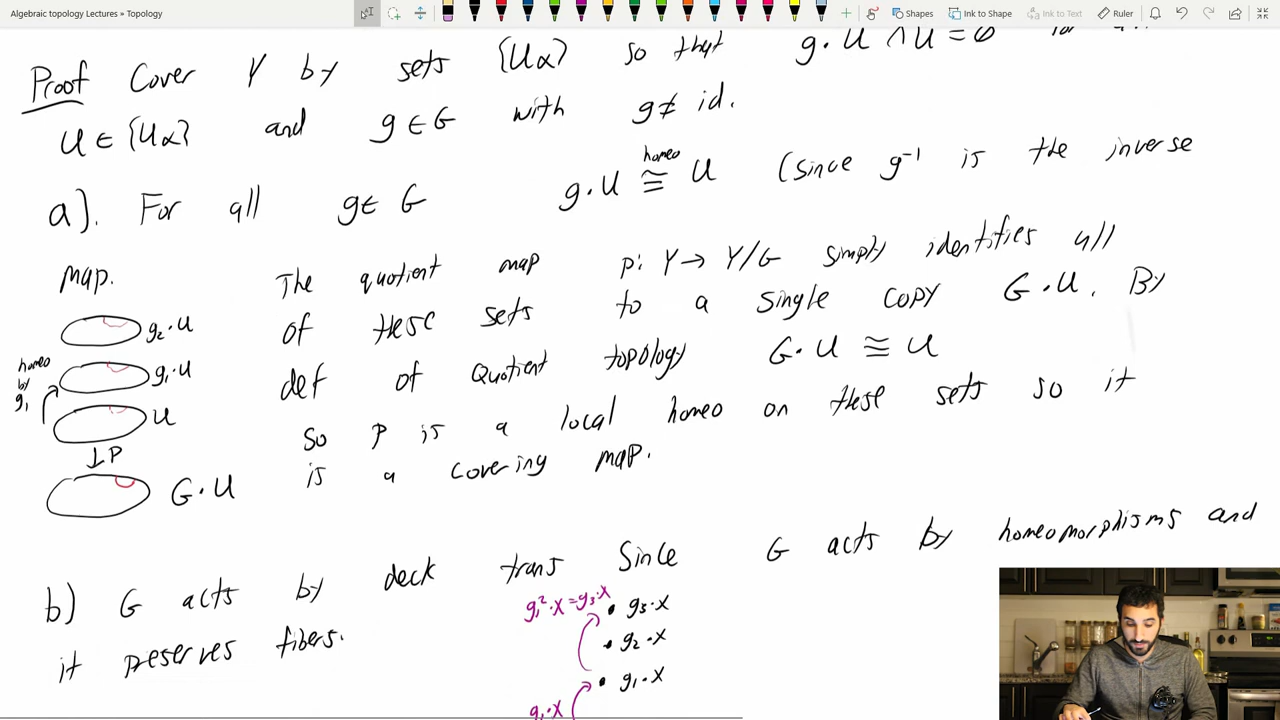 Algebraic topology Lectures » Topology
Shapes Ink to Shape Ink to Text Ruler
Proof Cover Y by sets {Uα} so that g·U ∩ U = ∅ for all
U ∈ {Uα} and g ∈ G with g ≠ id.
a). For all g ∈ G g·U ≅ U (since g⁻¹ is the inverse
homeo
map. The quotient map p: Y → Y/G simply identifies all
of these sets to a single copy G·U. By
def of Quotient topology G·U ≅ U
So p is a local homeo on these sets so it
is a covering map.
g₂·U
homeo by g₁
g₁·U
U
↓P
G·U
b) G acts by deck trans Since G acts by homeomorphisms and
it preserves fibers.
g₁²·x = g₃·x
g₃·x
g₂·x
g₁·x
g₁·x